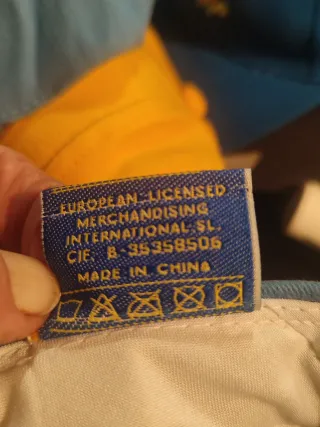 EUROPEAN LICENSED
MERCHANDISING
INTERNATIONAL SL.
CIF: B-35358506
MADE IN CHINA